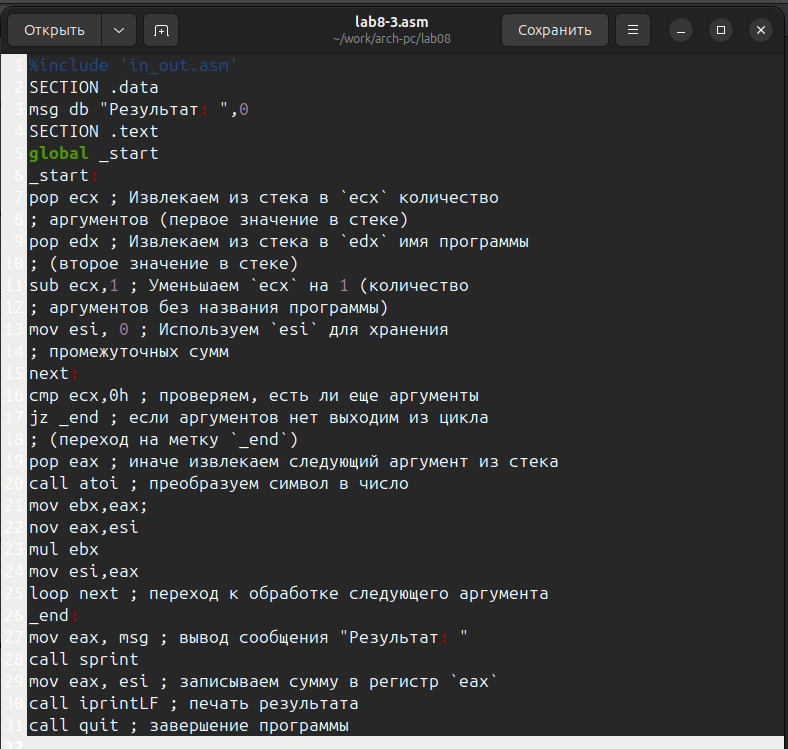 Открыть
lab8-3.asm
~/work/arch-pc/lab08
Сохранить
1 %include 'in_out.asm'
2 SECTION .data
3 msg db "Результат: ",0
4 SECTION .text
5 global _start
6 _start:
7 pop ecx ; Извлекаем из стека в `ecx` количество
8 ; аргументов (первое значение в стеке)
9 pop edx ; Извлекаем из стека в `edx` имя программы
10 ; (второе значение в стеке)
11 sub ecx,1 ; Уменьшаем `ecx` на 1 (количество
12 ; аргументов без названия программы)
13 mov esi, 0 ; Используем `esi` для хранения
14 ; промежуточных сумм
15 next:
16 cmp ecx,0h ; проверяем, есть ли еще аргументы
17 jz _end ; если аргументов нет выходим из цикла
18 ; (переход на метку `_end`)
19 pop eax ; иначе извлекаем следующий аргумент из стека
20 call atoi ; преобразуем символ в число
21 mov ebx,eax;
22 nov eax,esi
23 mul ebx
24 mov esi,eax
25 loop next ; переход к обработке следующего аргумента
26 _end:
27 mov eax, msg ; вывод сообщения "Результат: "
28 call sprint
29 mov eax, esi ; записываем сумму в регистр `eax`
30 call iprintLF ; печать результата
31 call quit ; завершение программы
32